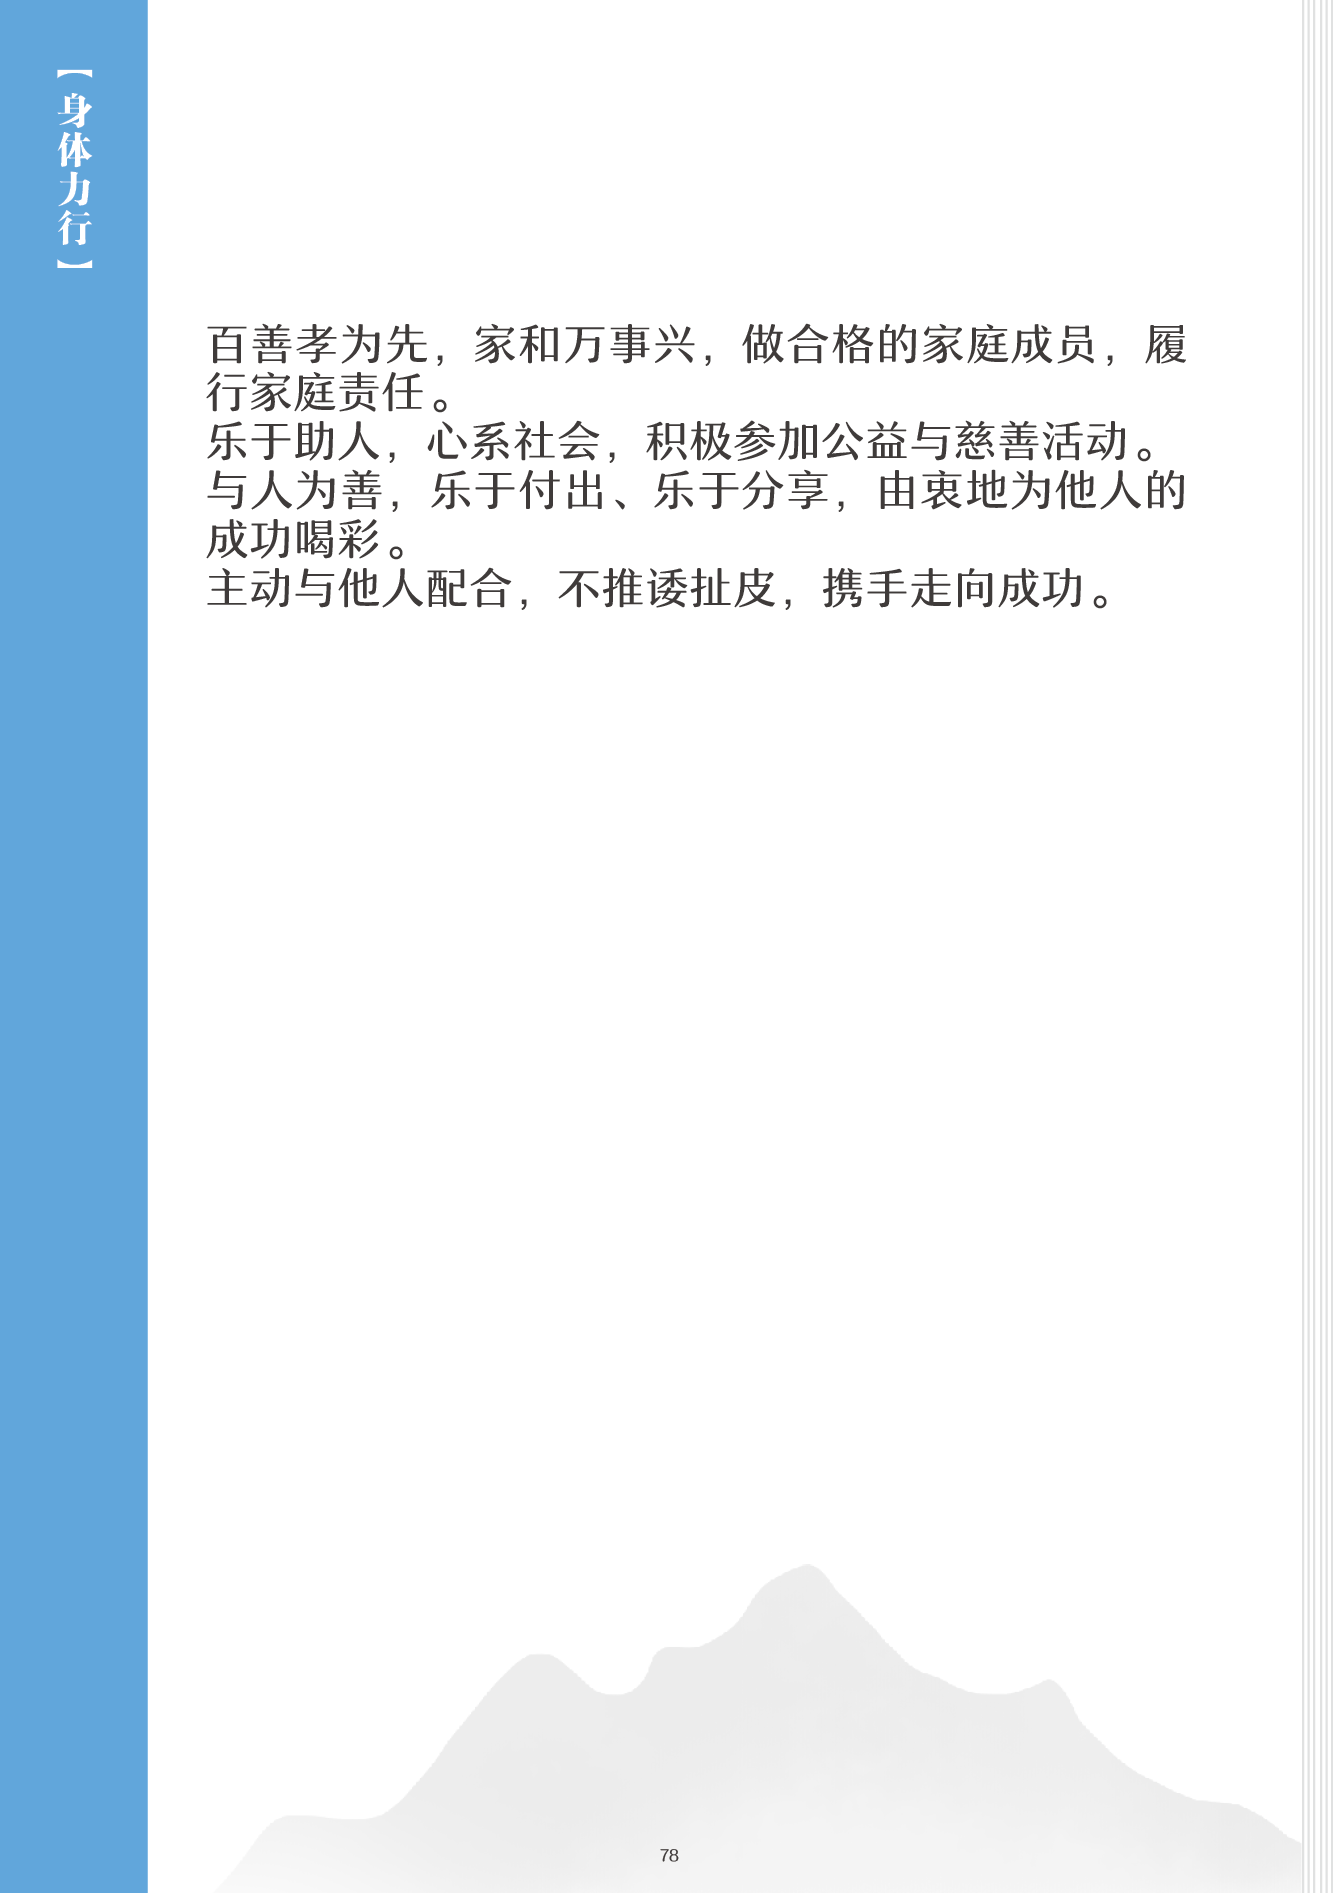 【身体力行】
百善孝为先，家和万事兴，做合格的家庭成员，履
行家庭责任。
乐于助人，心系社会，积极参加公益与慈善活动。
与人为善，乐于付出、乐于分享，由衷地为他人的
成功喝彩。
主动与他人配合，不推诿扯皮，携手走向成功。
78